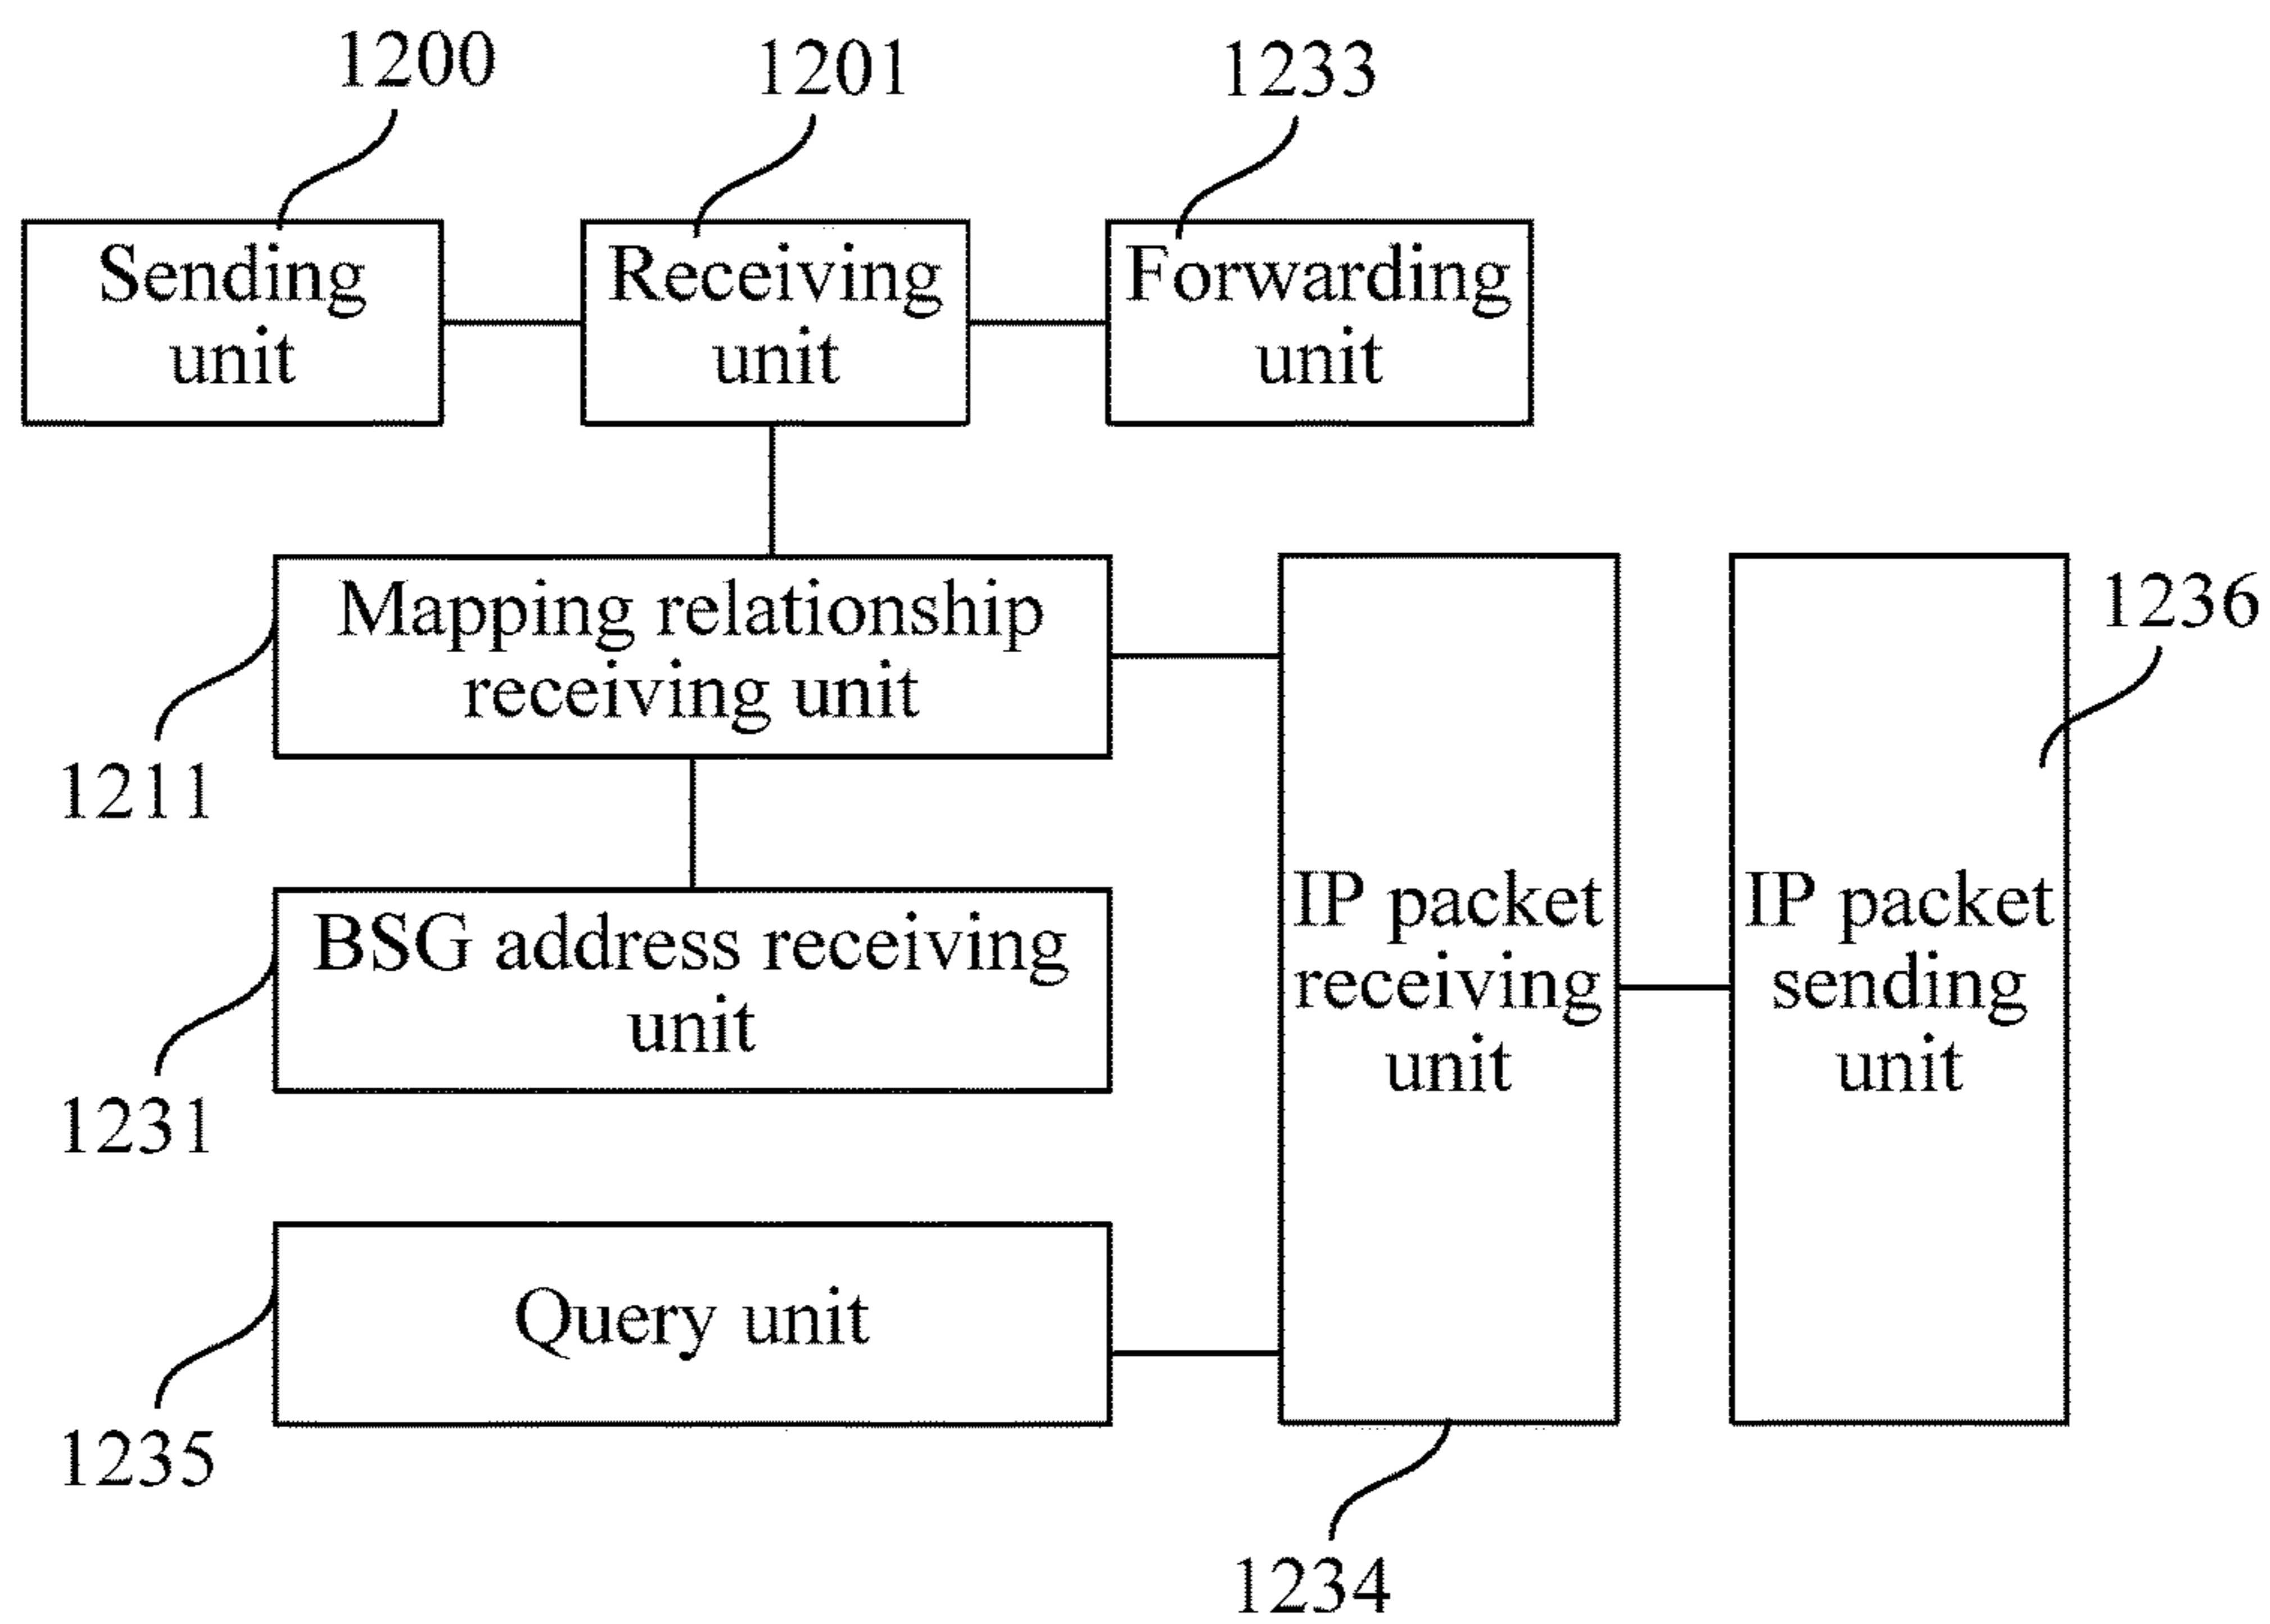 1200
1201
1233
Sending
unit
Receiving
unit
Forwarding
unit
Mapping relationship
receiving unit
1211
1236
BSG address receiving
unit
1231
IP packet
receiving
unit
IP packet
sending
unit
Query unit
1235
1234